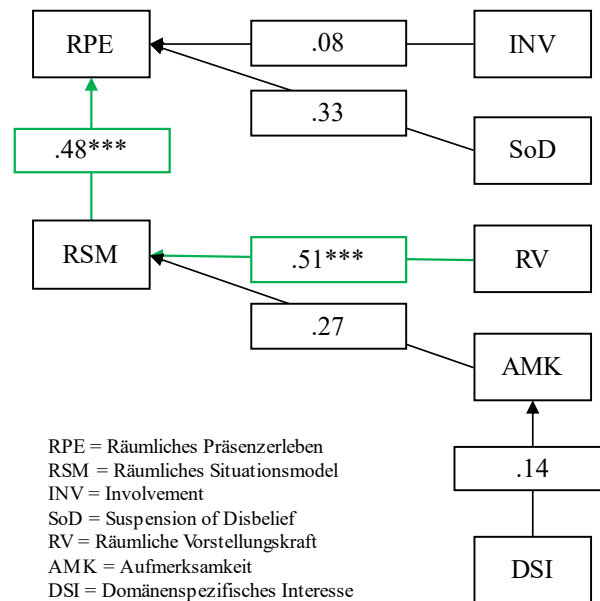 RPE
.08
INV
.33
.48***
SoD
RSM
.51***
RV
.27
AMK
RPE = Räumliches Präsenzerleben
RSM = Räumliches Situationsmodel
INV = Involvement
SoD = Suspension of Disbelief
RV = Räumliche Vorstellungskraft
AMK = Aufmerksamkeit
DSI = Domänenspezifisches Interesse
.14
DSI